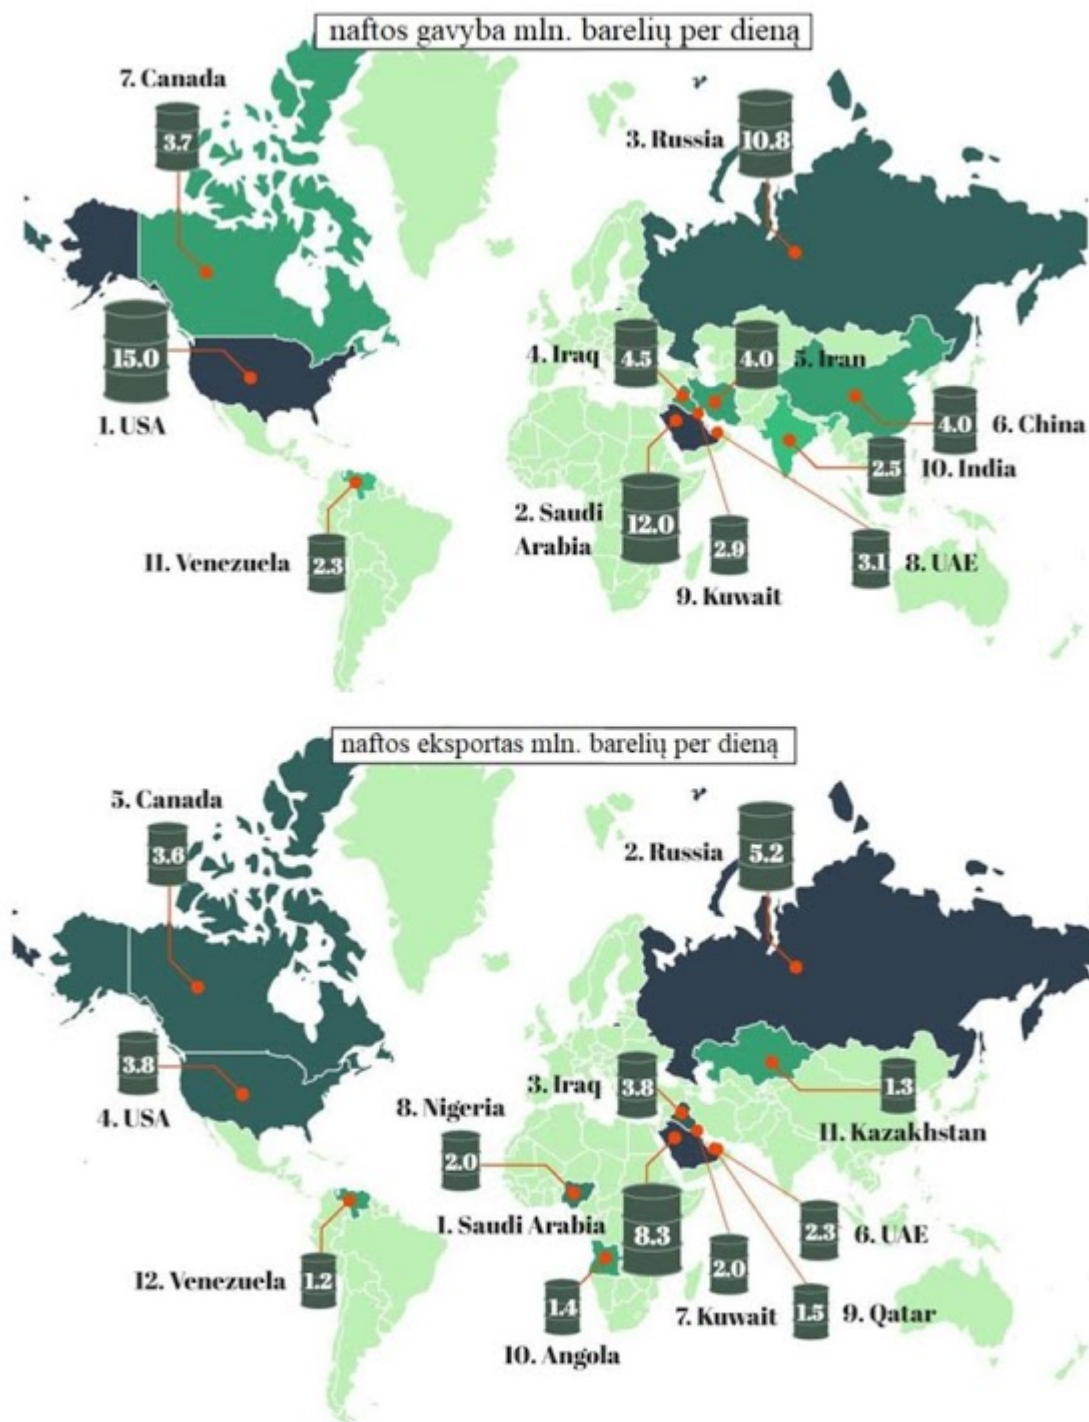 naftos gavyba mln. barelių per dieną
7. Canada
3.7
3. Russia
10.8
15.0
1. USA
4. Iraq
4.5
4.0
5. Iran
4.0
6. China
2.5
10. India
2. Saudi
Arabia
12.0
2.9
9. Kuwait
3.1
8. UAE
11. Venezuela
2.3
naftos eksportas mln. barelių per dieną
5. Canada
3.6
2. Russia
5.2
3.8
4. USA
3. Iraq
3.8
1.3
11. Kazakhstan
8. Nigeria
2.0
1. Saudi Arabia
8.3
2.3
6. UAE
2.0
7. Kuwait
1.5
9. Qatar
12. Venezuela
1.2
1.4
10. Angola